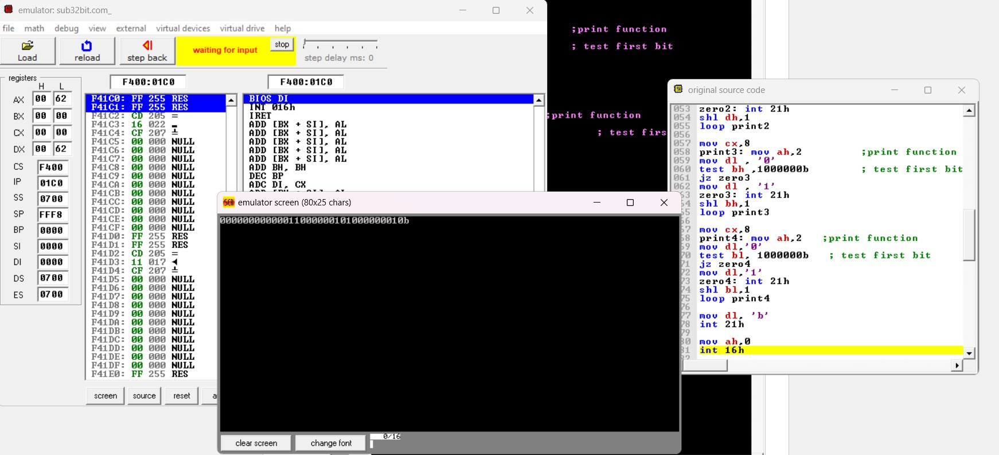 emulator: sub32bit.com_
file math debug view external virtual devices virtual drive help
Load
reload
step back
waiting for input
stop
step delay ms: 0
registers
H L
AX 00 62
BX 00 00
CX 00 00
DX 00 62
CS F400
IP 01C0
SS 0700
SP FFF8
BP 0000
SI 0000
DI 0000
DS 0700
ES 0700
F400:01C0
F400:01C0
F41C0: FF 255 RES
F41C1: FF 255 RES
F41C2: CD 205 =
F41C3: 16 022 ▬
F41C4: CF 207 ╧
F41C5: 00 000 NULL
F41C6: 00 000 NULL
F41C7: 00 000 NULL
F41C8: 00 000 NULL
F41C9: 00 000 NULL
F41CA: 00 000 NULL
F41CB: 00 000 NULL
F41CC: 00 000 NULL
F41CD: 00 000 NULL
F41CE: 00 000 NULL
F41CF: 00 000 NULL
F41D0: FF 255 RES
F41D1: FF 255 RES
F41D2: CD 205 =
F41D3: 11 017 ◄
F41D4: CF 207 ╧
F41D5: 00 000 NULL
F41D6: 00 000 NULL
F41D7: 00 000 NULL
F41D8: 00 000 NULL
F41D9: 00 000 NULL
F41DA: 00 000 NULL
F41DB: 00 000 NULL
F41DC: 00 000 NULL
F41DD: 00 000 NULL
F41DE: 00 000 NULL
F41DF: 00 000 NULL
F41E0: FF 255 RES
BIOS DI
INT 016h
IRET
ADD [BX + SI], AL
ADD [BX + SI], AL
ADD [BX + SI], AL
ADD [BX + SI], AL
ADD [BX + SI], AL
ADD BH, BH
DEC BP
ADC DI, CX
screen source reset a
;print function
; test first bit
;print function
; test firs
emulator screen (80x25 chars)
00000000000011000000101000000010b
clear screen change font 0/16
original source code
053 zero2: int 21h
054 shl dh,1
055 loop print2
056
057 mov cx,8
058 print3: mov ah,2 ;print function
059 mov dl , '0'
060 test bh ,1000000b ; test first bit
061 jz zero3
062 mov dl , '1'
63 zero3: int 21h
64 shl bh,1
65 loop print3
66
67 mov cx,8
68 print4: mov ah,2 ;print function
69 mov dl,'0'
70 test bl, 1000000b ; test first bit
71 jz zero4
72 mov dl,'1'
73 zero4: int 21h
74 shl bl,1
75 loop print4
76
77 mov dl, 'b'
78 int 21h
79
80 mov ah,0
81 int 16h